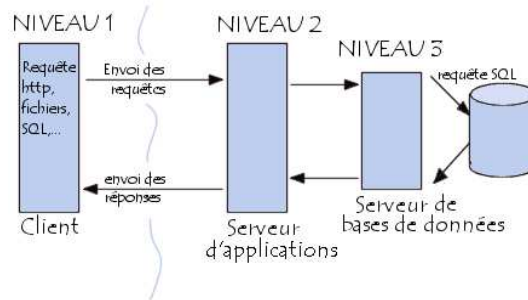 NIVEAU 1
NIVEAU 2
NIVEAU 3
Requête
http,
fichiers,
SQL,...
Envoi des
requêtes
requête SQL
envoi des
réponses
Client
Serveur
d'applications
Serveur de
bases de données